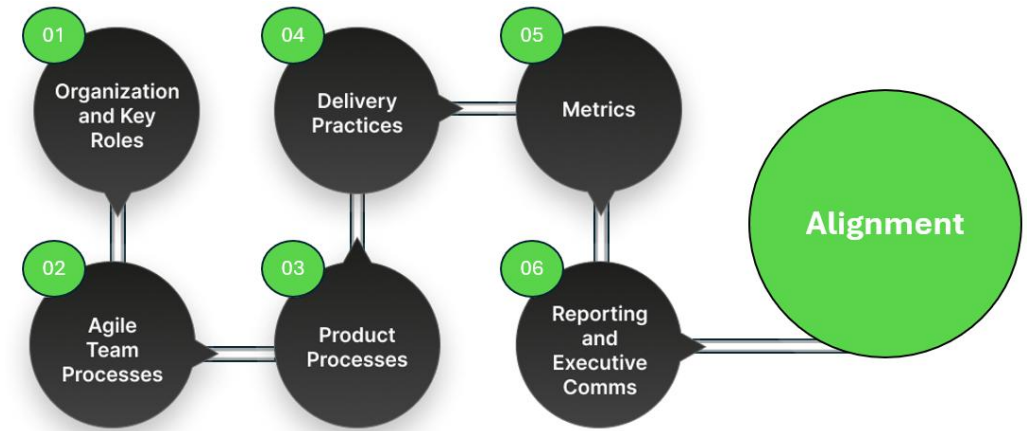 01
Organization
and Key
Roles
02
Agile
Team
Processes
03
Product
Processes
04
Delivery
Practices
05
Metrics
06
Reporting
and
Executive
Comms
Alignment